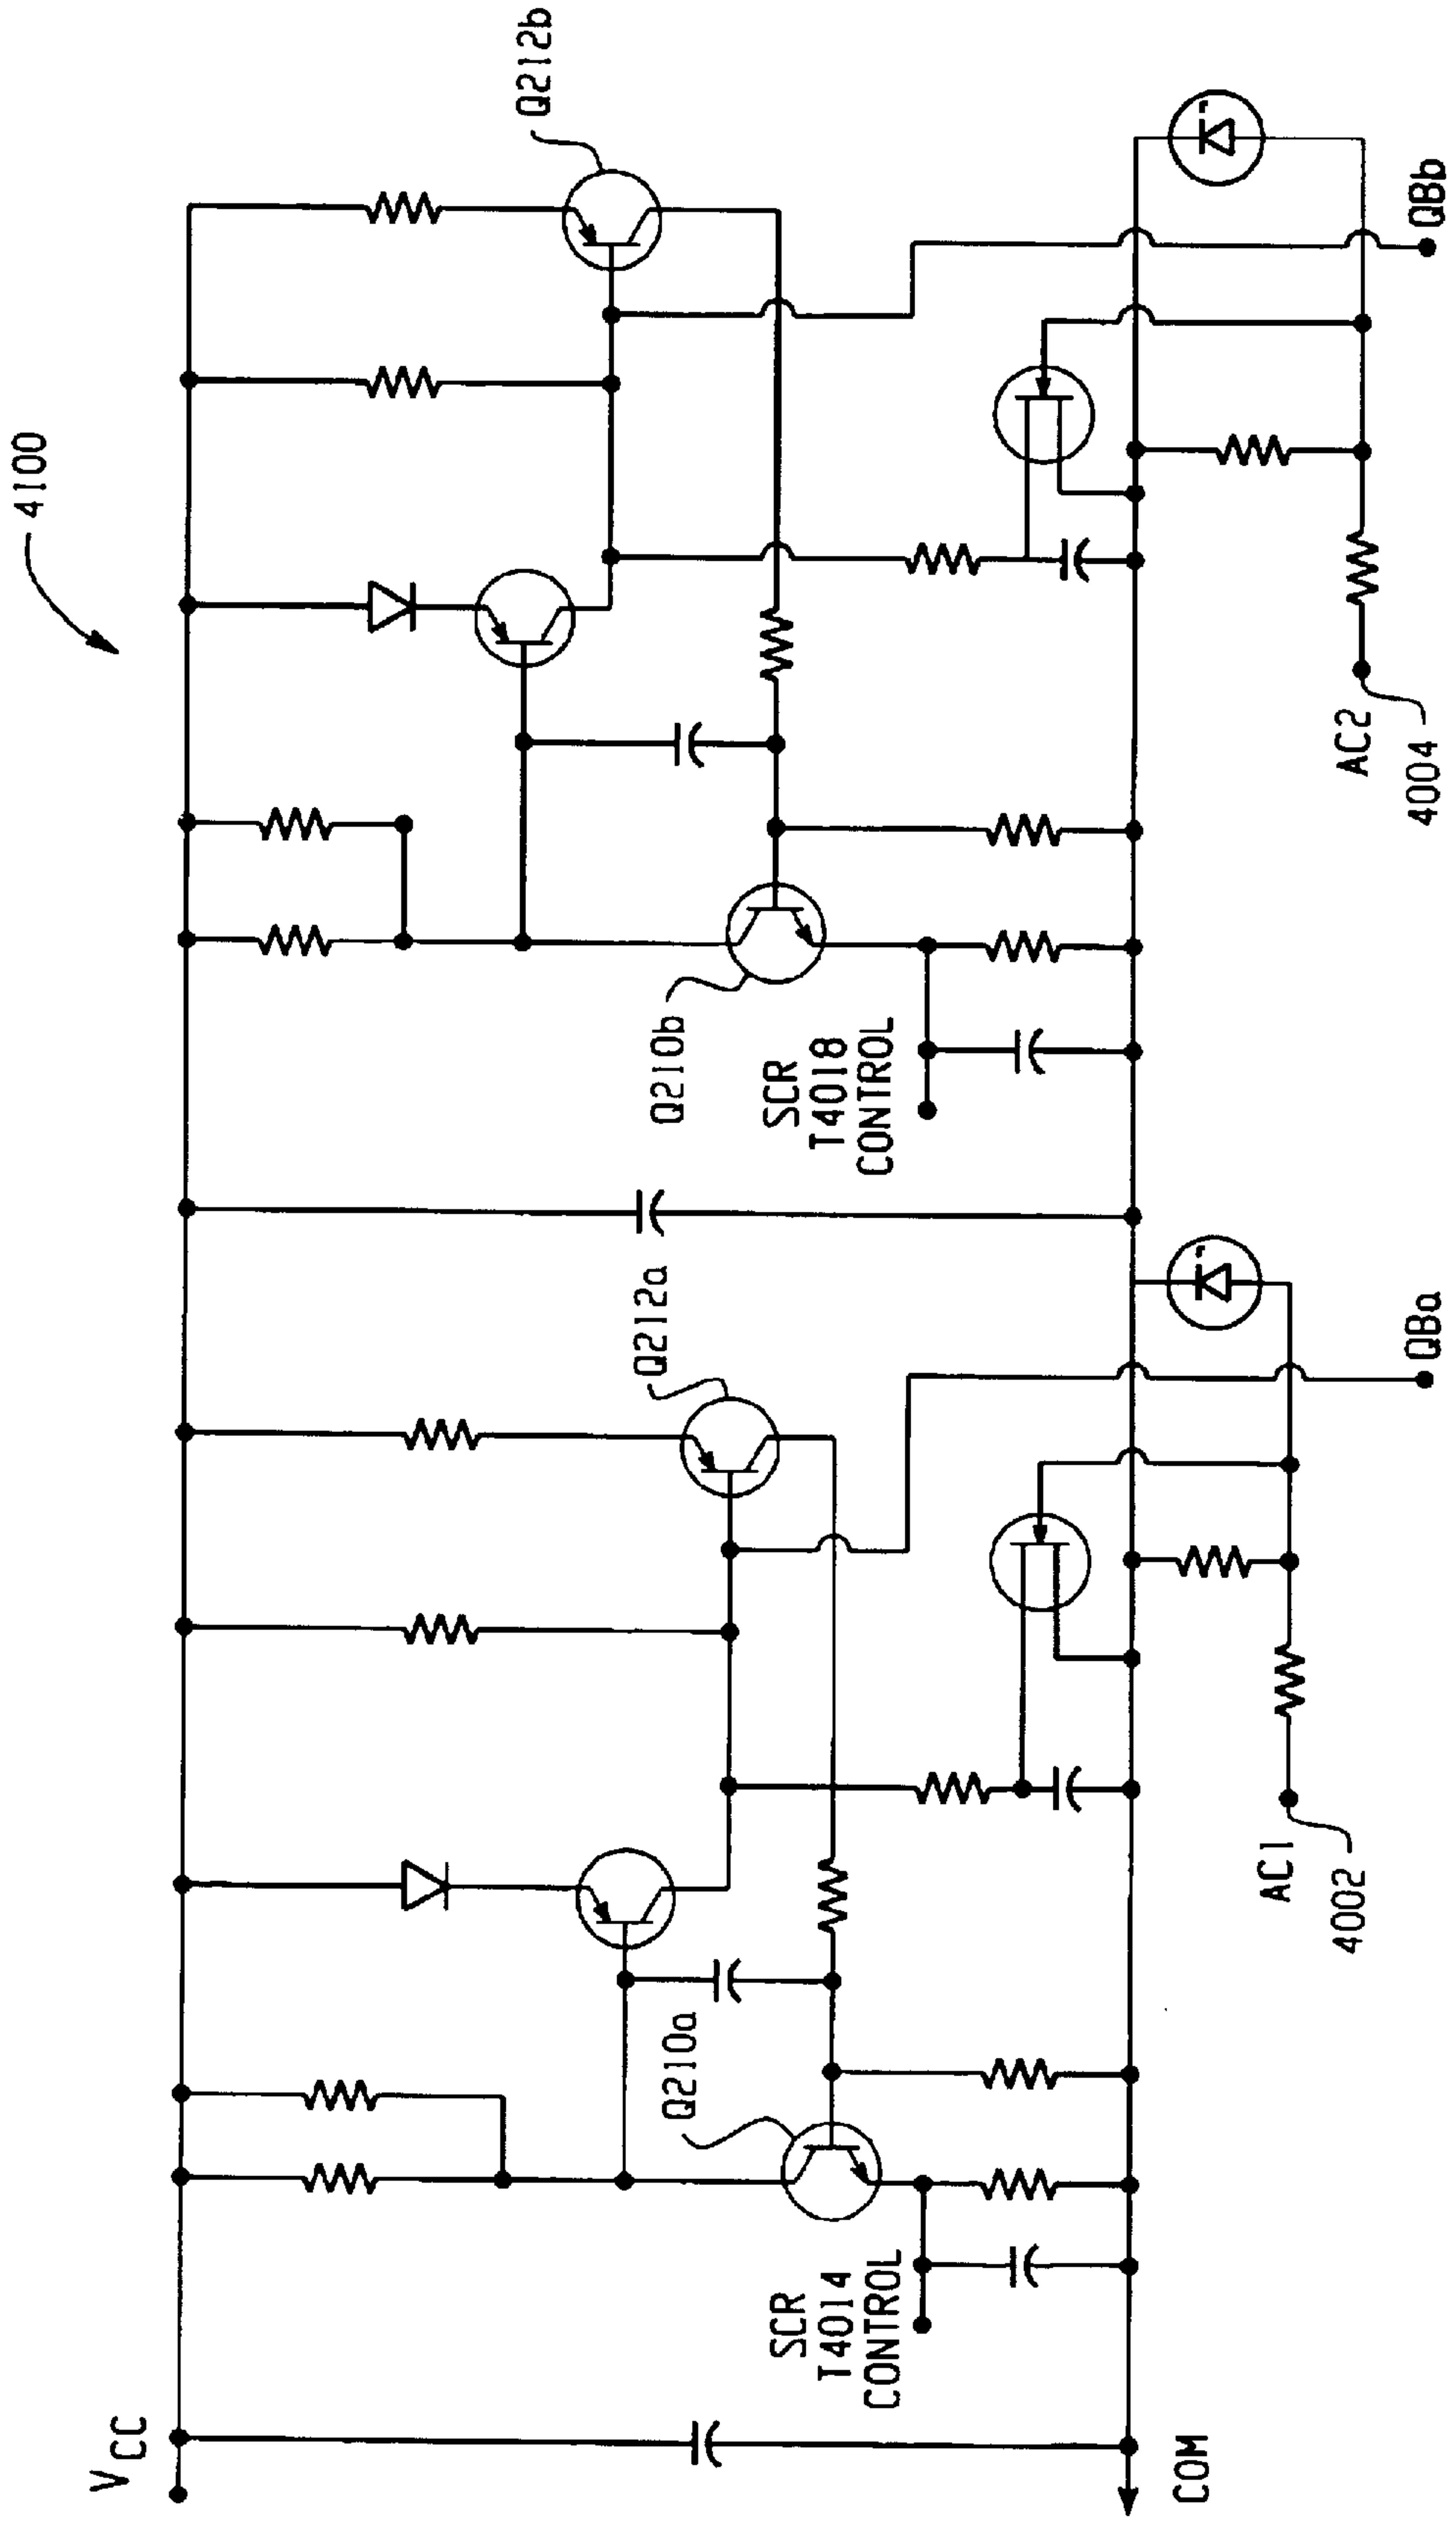 4100
VCC
Q210a
Q212a
Q210b
Q212b
SCR
T4014
CONTROL
SCR
T4018
CONTROL
COM
AC1
4002
QBa
AC2
4004
QBb